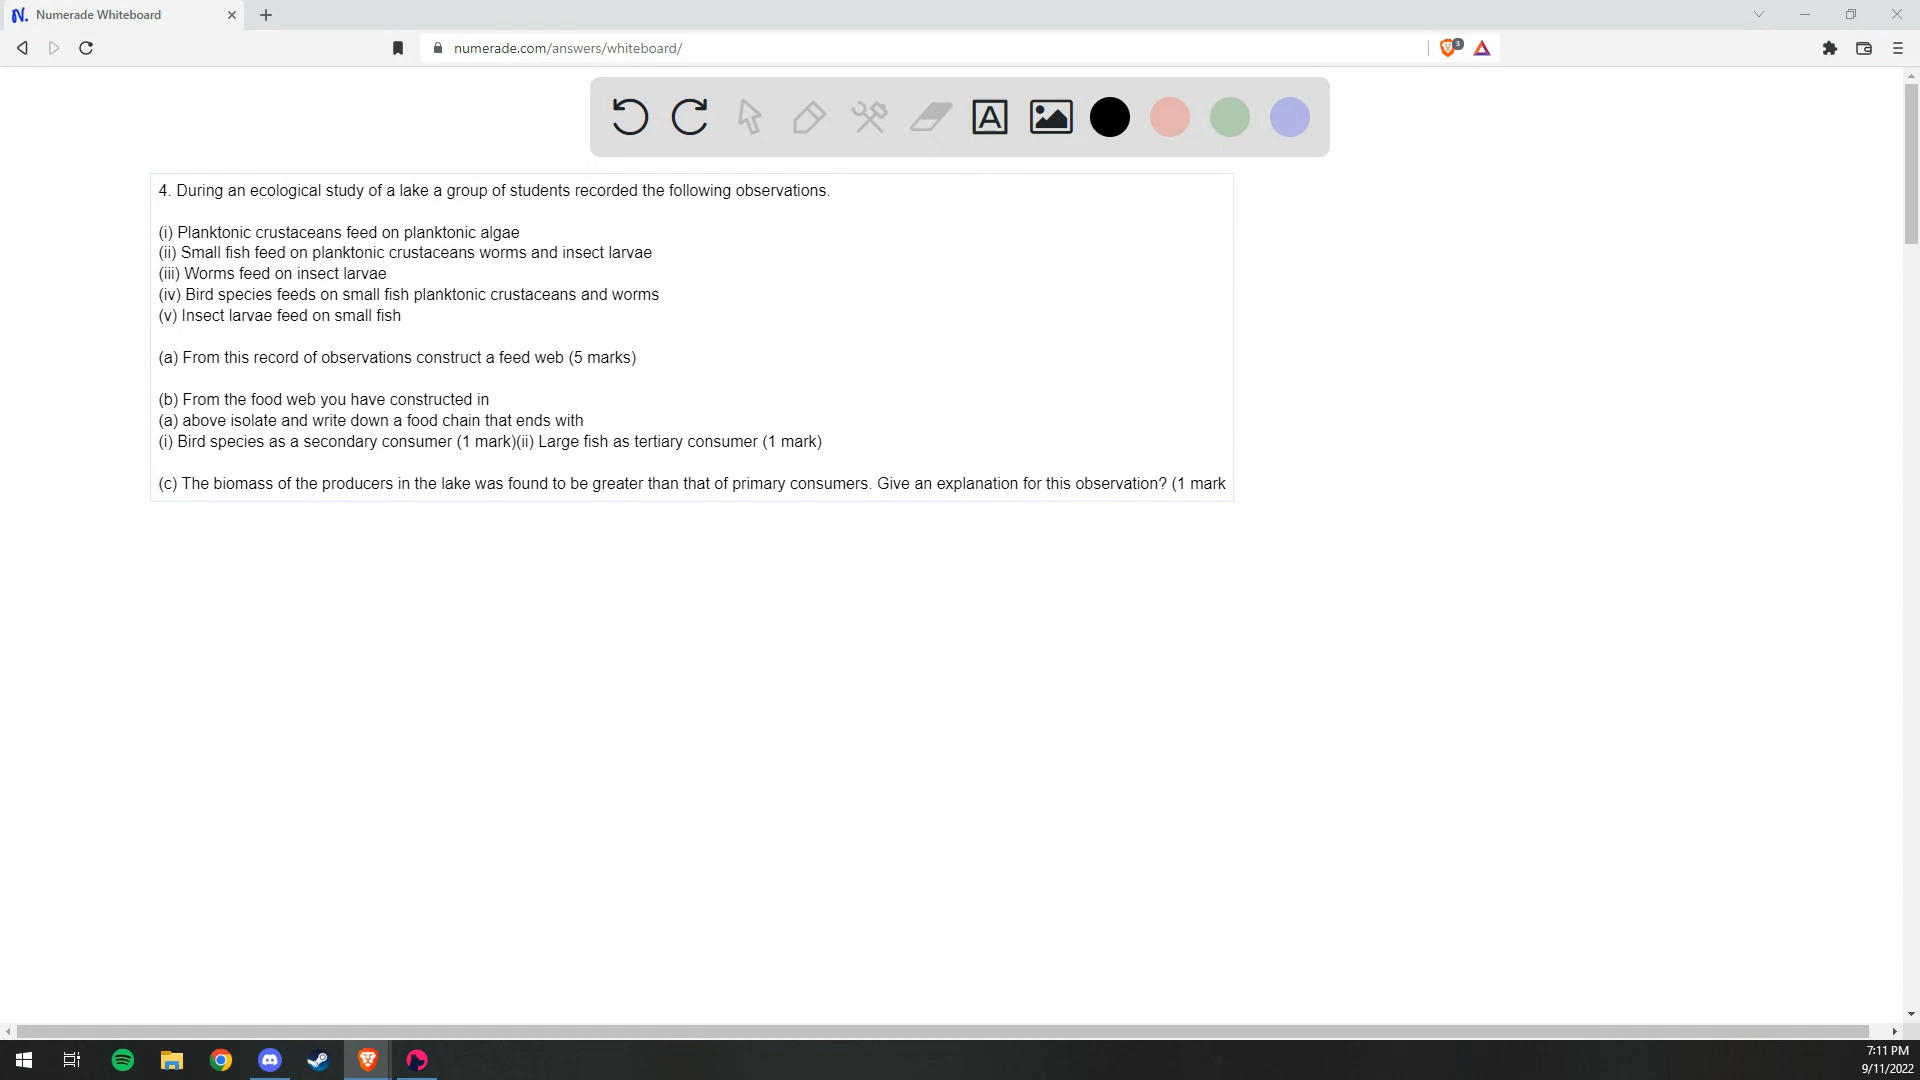 Numerade Whiteboard
numerade.com/answers/whiteboard/
3
A
4. During an ecological study of a lake a group of students recorded the following observations.
(i) Planktonic crustaceans feed on planktonic algae
(ii) Small fish feed on planktonic crustaceans worms and insect larvae
(iii) Worms feed on insect larvae
(iv) Bird species feeds on small fish planktonic crustaceans and worms
(v) Insect larvae feed on small fish
(a) From this record of observations construct a feed web (5 marks)
(b) From the food web you have constructed in
(a) above isolate and write down a food chain that ends with
(i) Bird species as a secondary consumer (1 mark)(ii) Large fish as tertiary consumer (1 mark)
(c) The biomass of the producers in the lake was found to be greater than that of primary consumers. Give an explanation for this observation? (1 mark
7:11 PM
9/11/2022